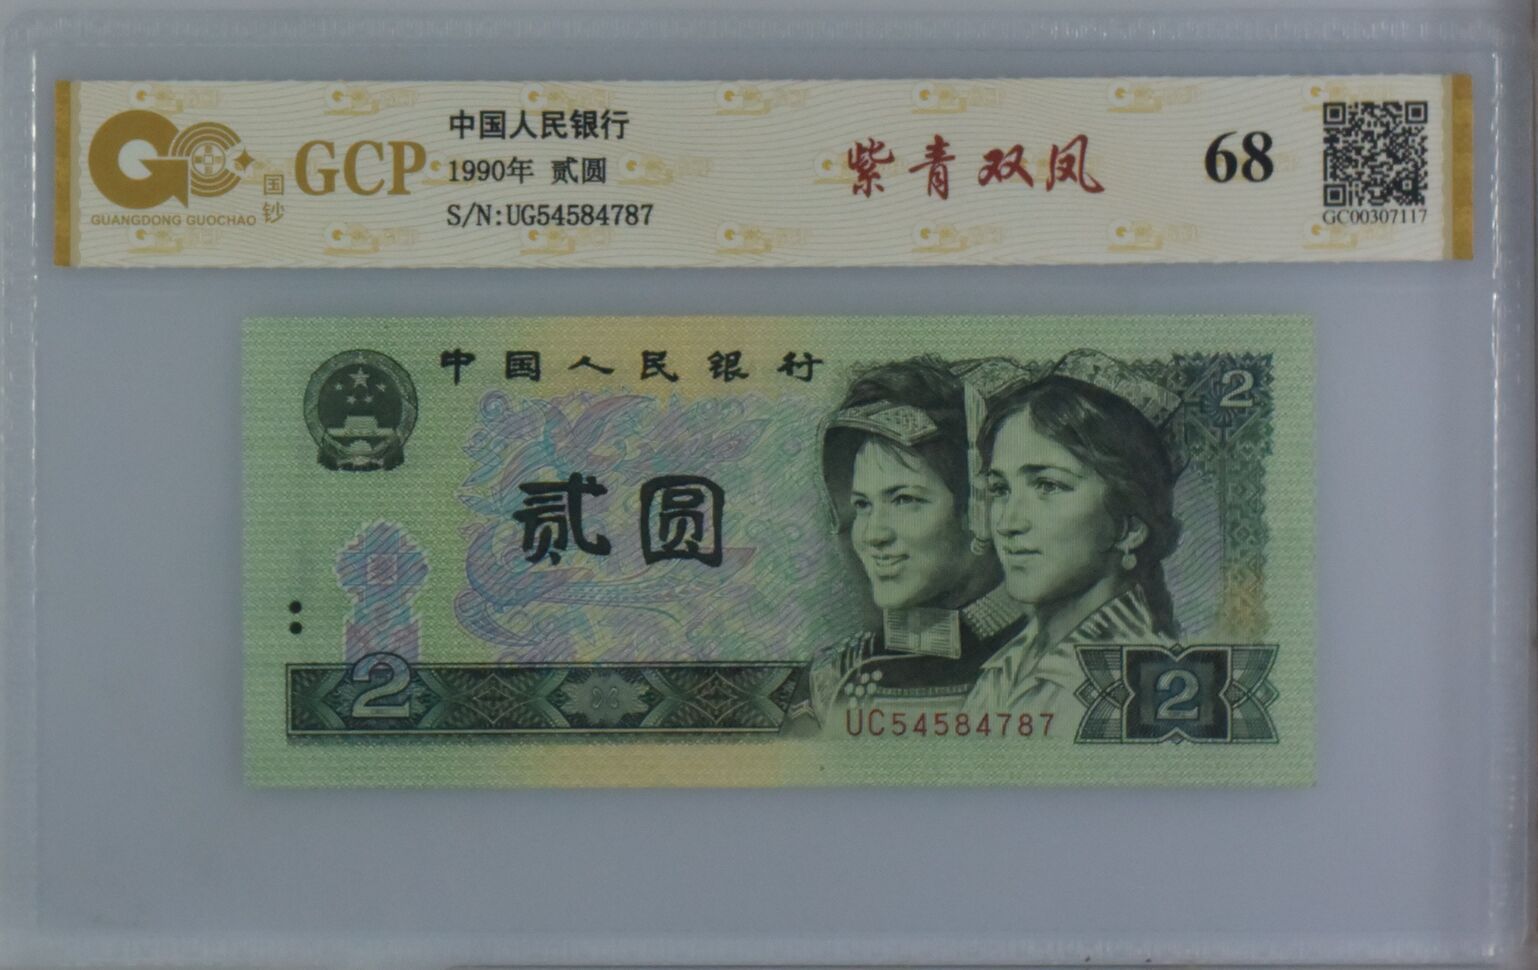 GUANGDONG GUOCHAO
国钞
GCP
中国人民银行
1990年 贰圆
S/N:UG54584787
紫青双凤
68
GC00307117
中国人民银行
2
贰圆
2
UC54584787
2